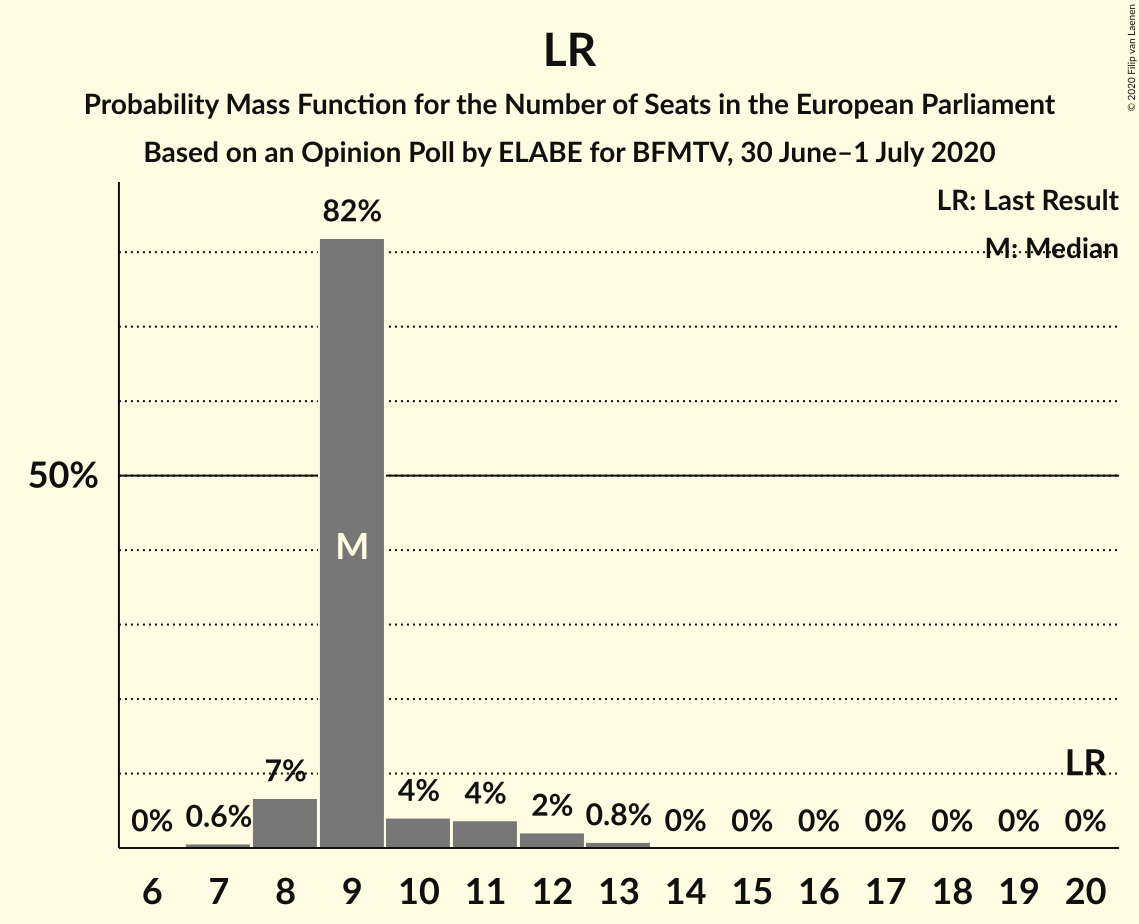 LR
Probability Mass Function for the Number of Seats in the European Parliament
Based on an Opinion Poll by ELABE for BFMTV, 30 June–1 July 2020
© 2020 Filip van Laenen
LR: Last Result
M: Median
82%
50%
M
LR
7%
4%
4%
2%
0%
0.6%
0.8%
0%
0%
0%
0%
0%
0%
0%
6 7 8 9 10 11 12 13 14 15 16 17 18 19 20